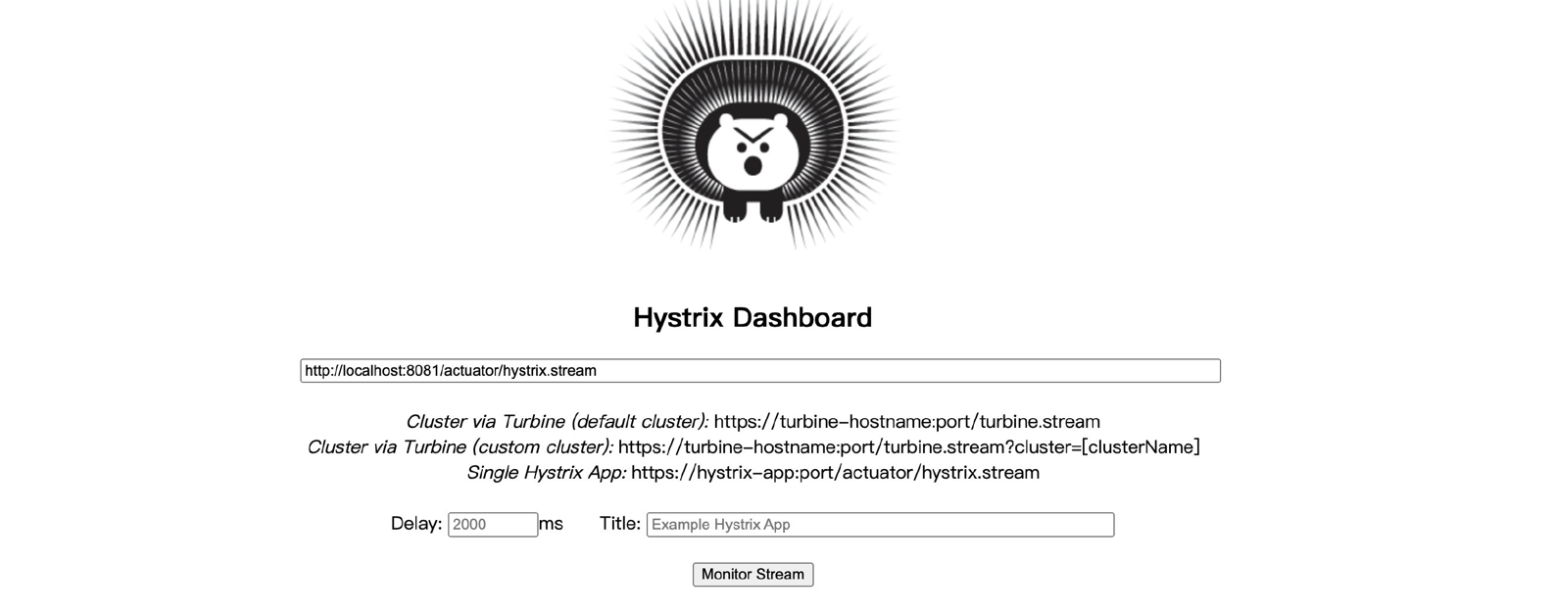 Hystrix Dashboard
http://localhost:8081/actuator/hystrix.stream
Cluster via Turbine (default cluster): https://turbine-hostname:port/turbine.stream
Cluster via Turbine (custom cluster): https://turbine-hostname:port/turbine.stream?cluster=[clusterName]
Single Hystrix App: https://hystrix-app:port/actuator/hystrix.stream
Delay: 2000 ms Title: Example Hystrix App
Monitor Stream